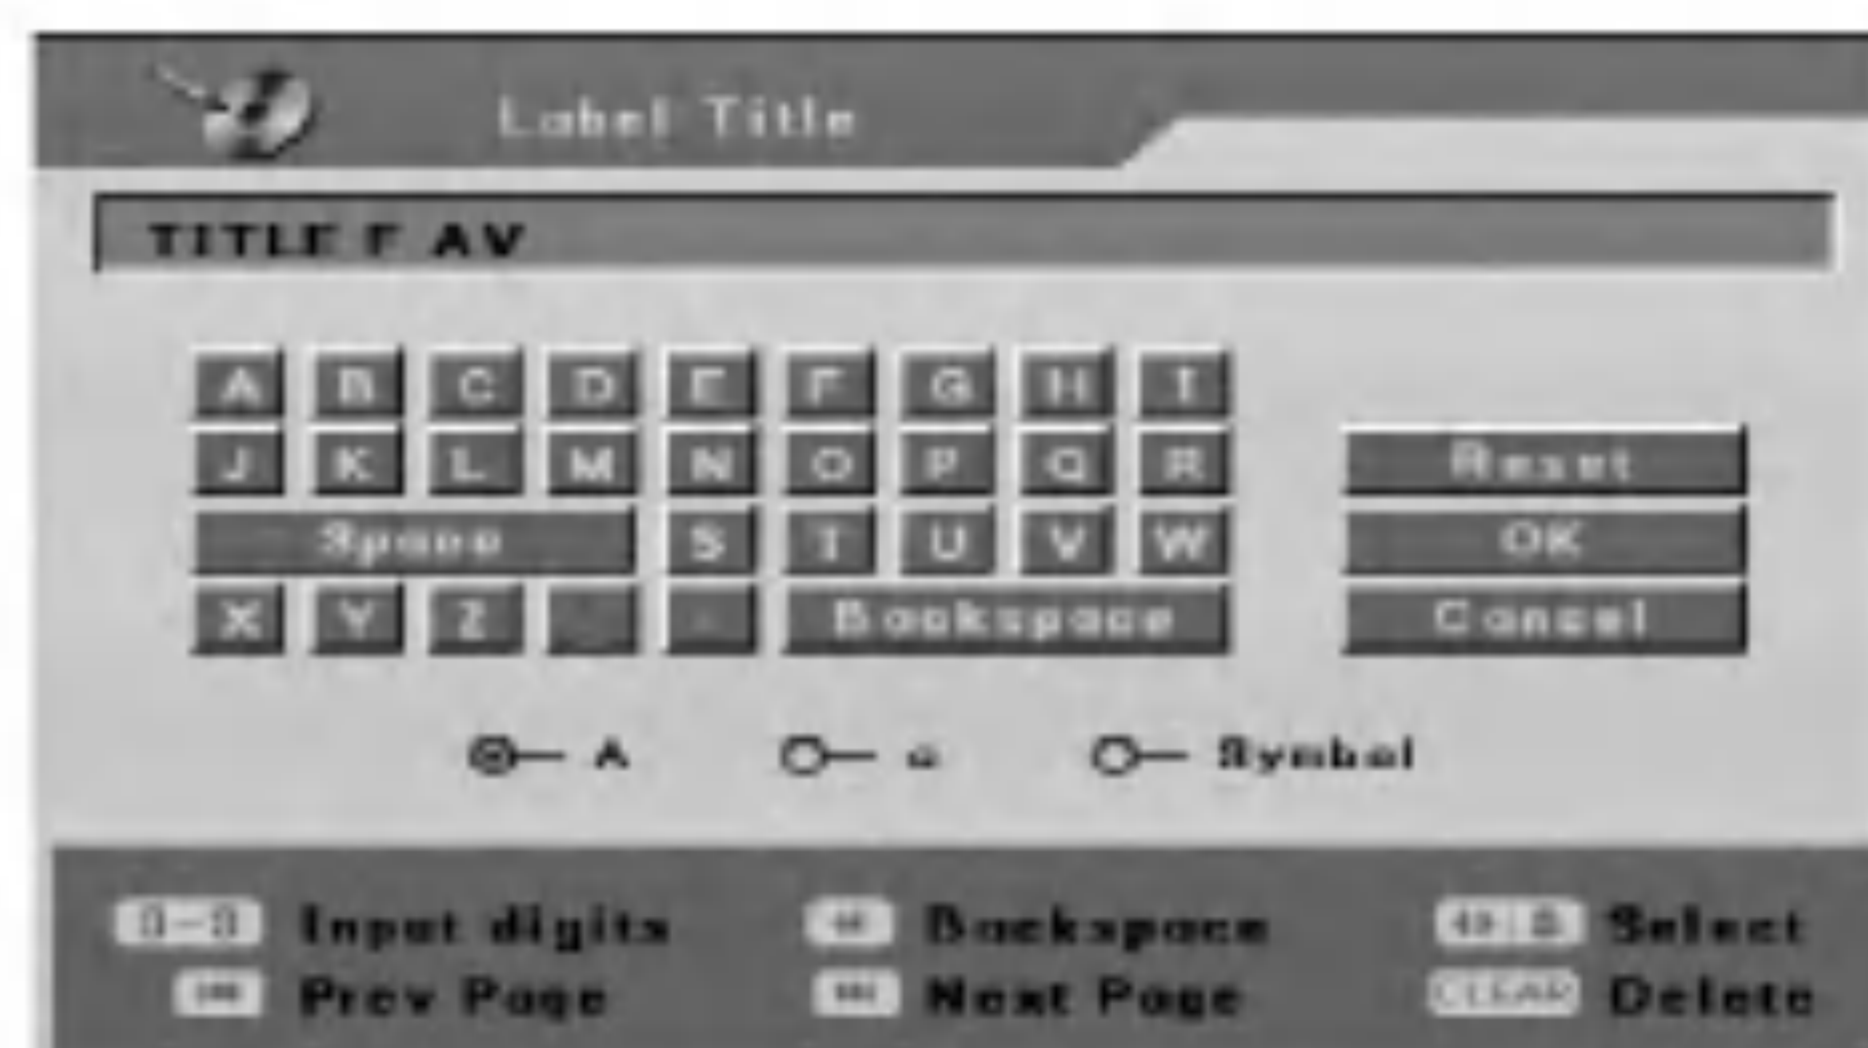 Label Title
TITLE F AV
A B C D E F G H I
J K L M N O P Q R
Reset
Space S T U V W
OK
X Y Z - Backspace
Cancel
A a Symbol
Input digits Backspace Select
Prev Page Next Page CLEAR Delete